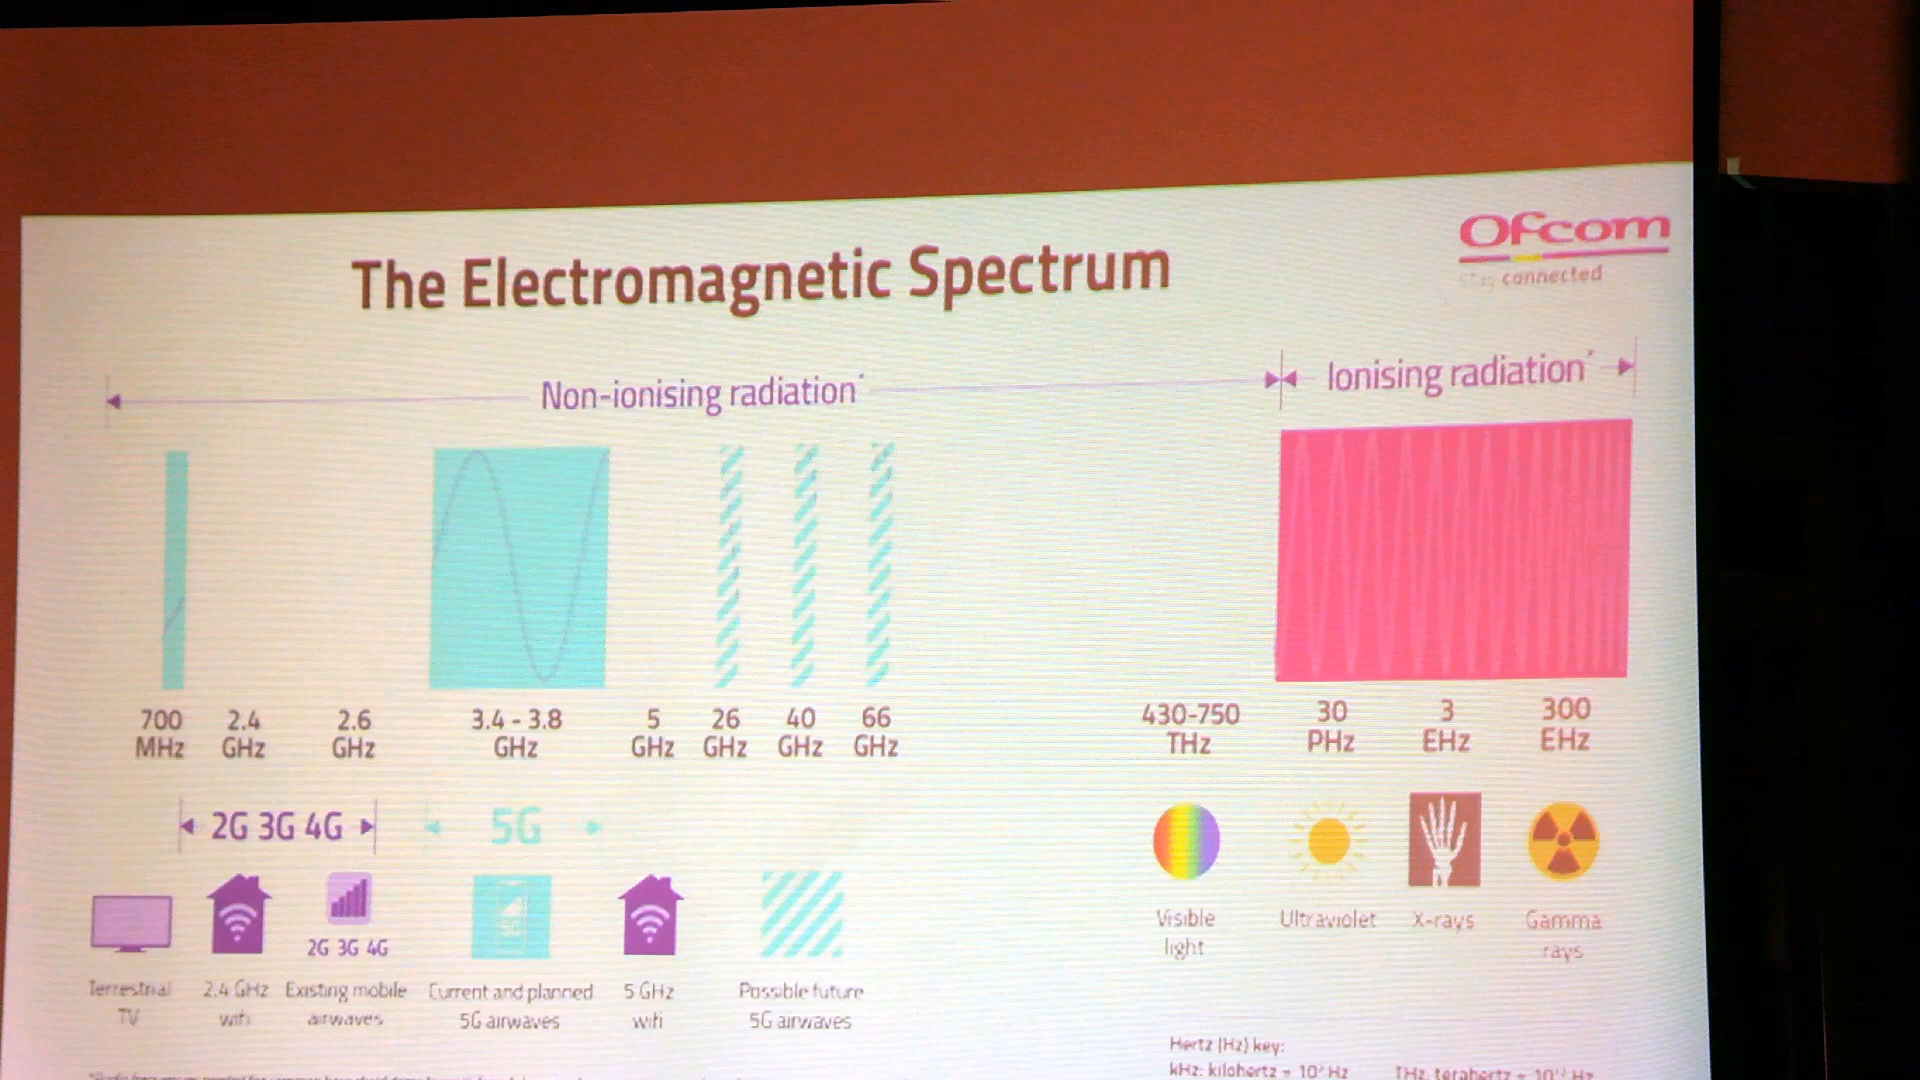 Ofcom
connected
The Electromagnetic Spectrum
Non-ionising radiation*
Ionising radiation*
700 MHz
2.4 GHz
2.6 GHz
3.4 - 3.8 GHz
5 GHz
26 GHz
40 GHz
66 GHz
430-750 THz
30 PHz
3 EHz
300 EHz
2G 3G 4G
5G
5G
2G 3G 4G
Terrestrial TV
2.4 GHz wifi
Existing mobile airwaves
Current and planned 5G airwaves
5 GHz wifi
Possible future 5G airwaves
Visible light
Ultraviolet
X-rays
Gamma rays
Hertz (Hz) key:
kHz: kilohertz = 10³ Hz
THz: terahertz = 10¹² Hz